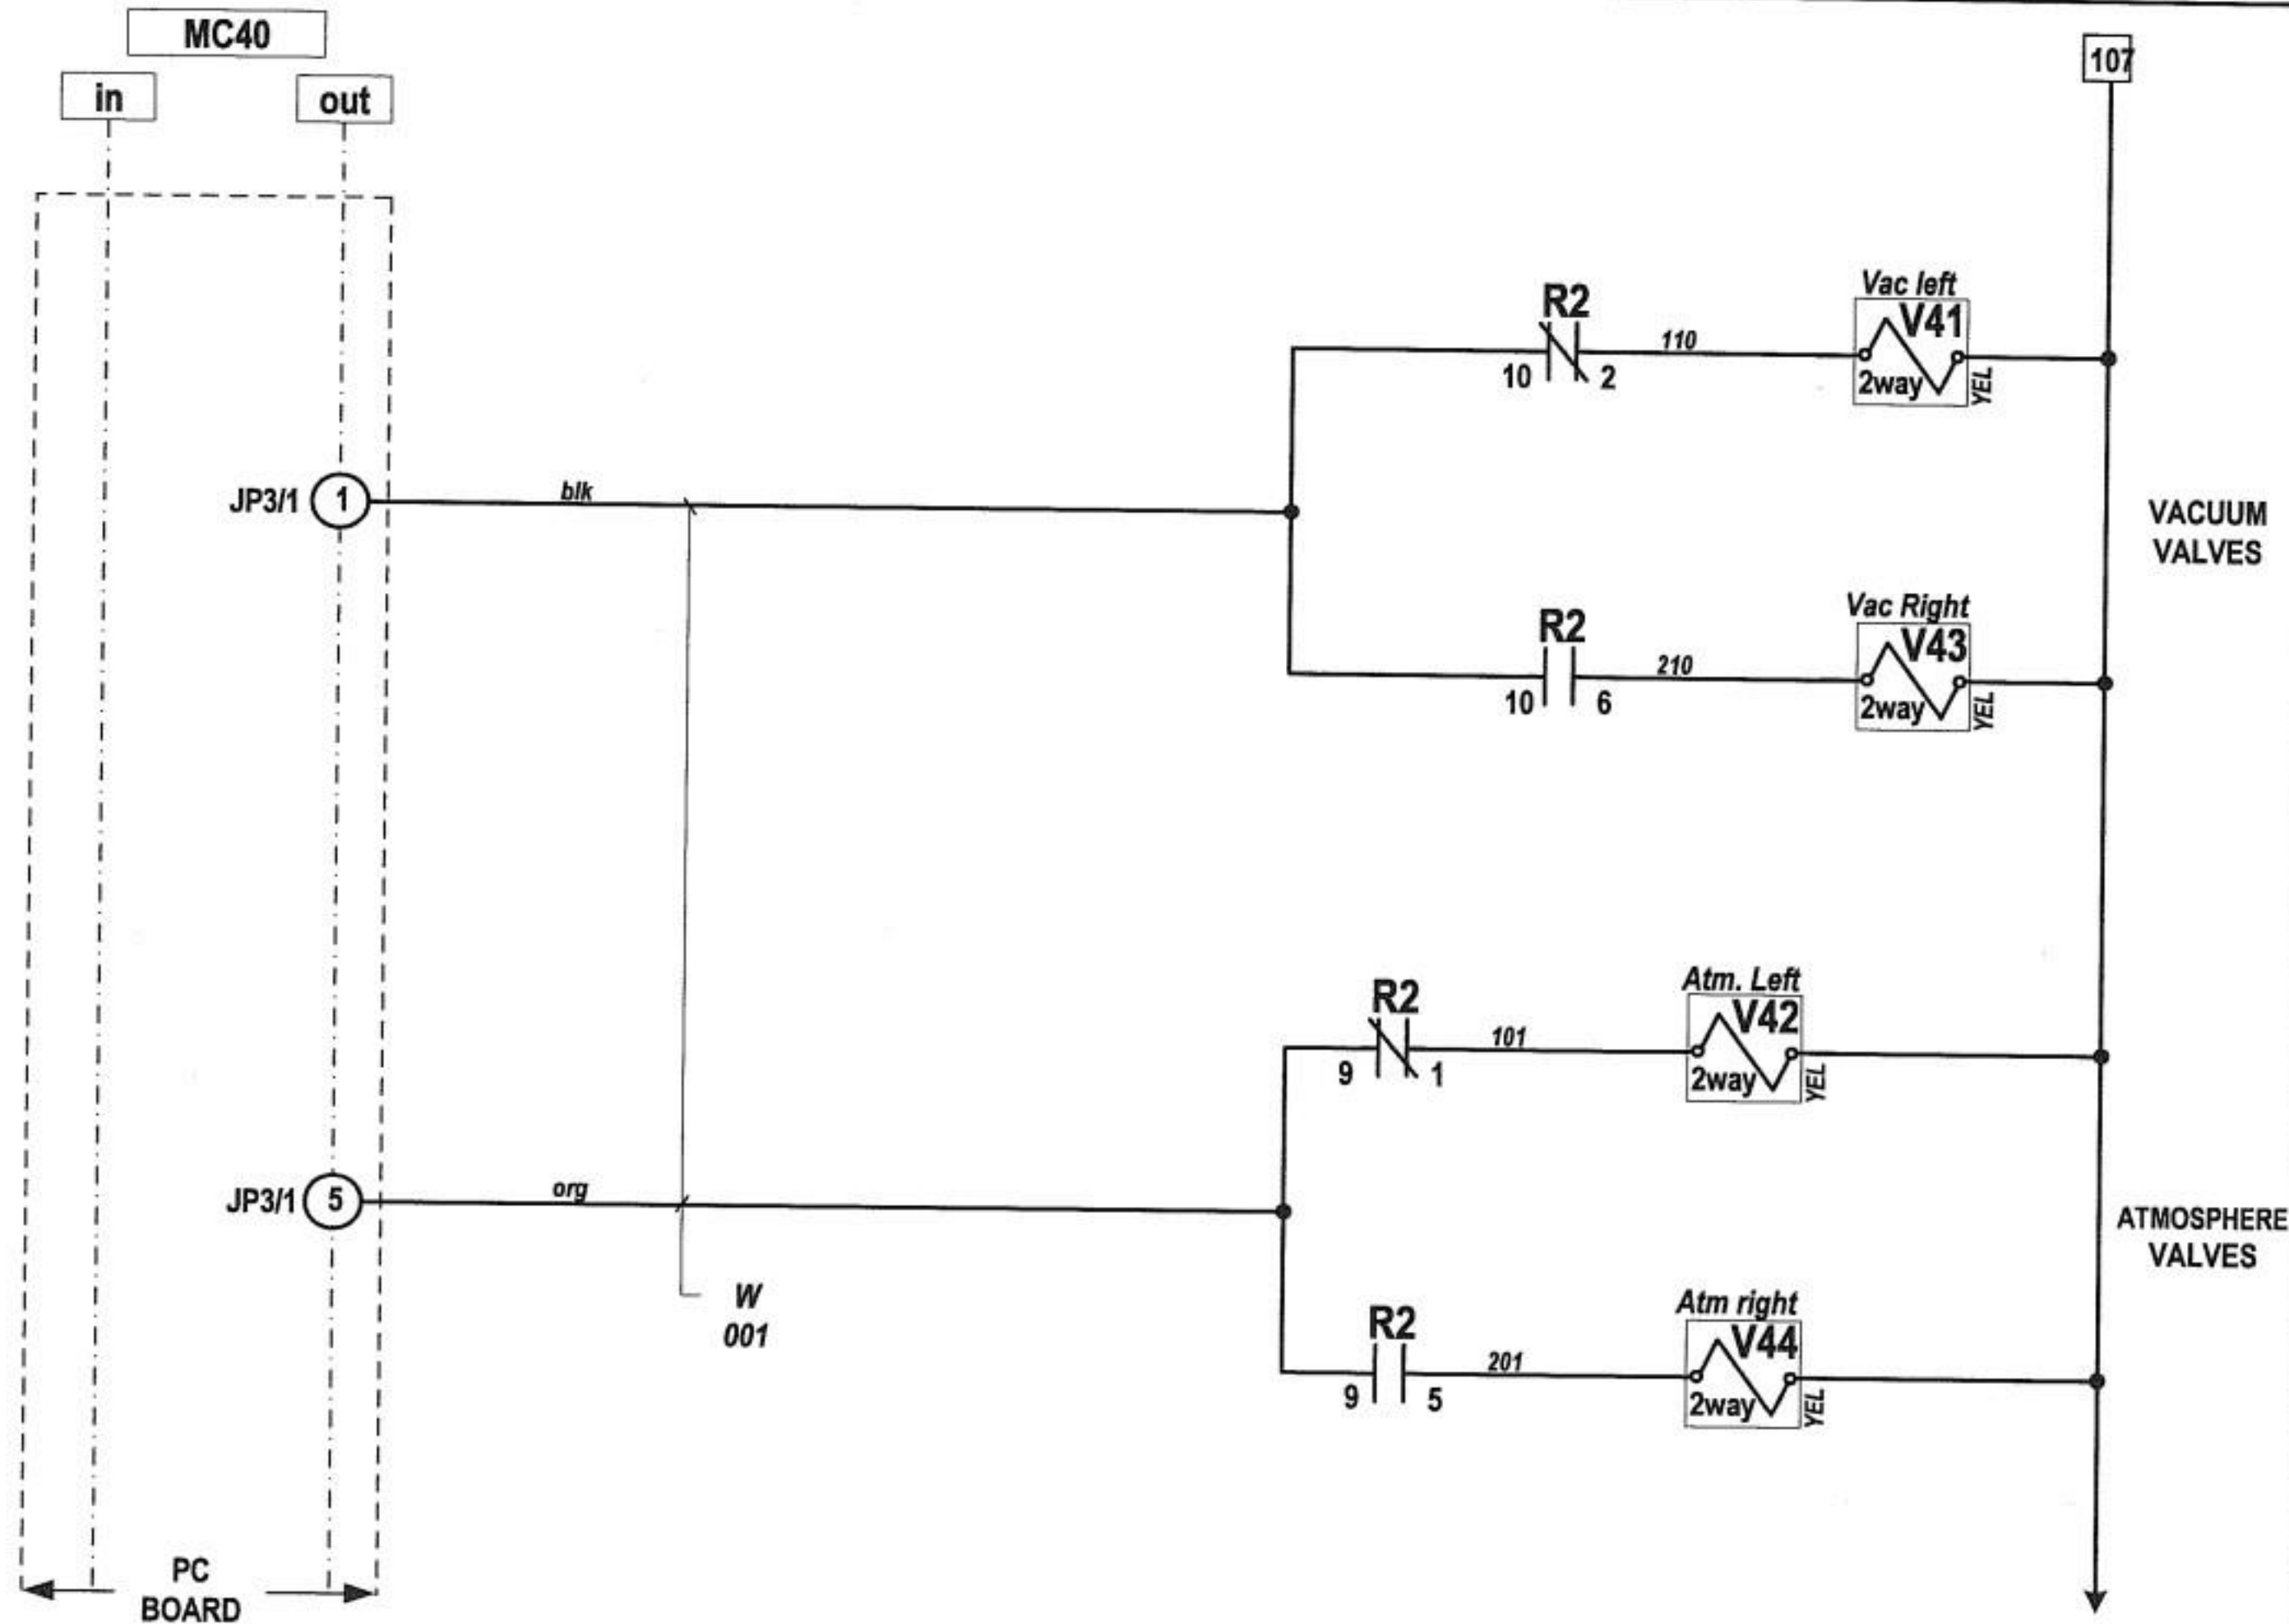 MC40
107
in
out
Vac left
R2
V41
110
10
2
2way
YEL
JP3/1
1
blk
VACUUM
VALVES
Vac Right
R2
V43
210
10
6
2way
YEL
Atm. Left
R2
V42
101
9
1
2way
YEL
JP3/1
5
org
ATMOSPHERE
VALVES
W
001
Atm right
R2
V44
201
9
5
2way
YEL
PC
BOARD